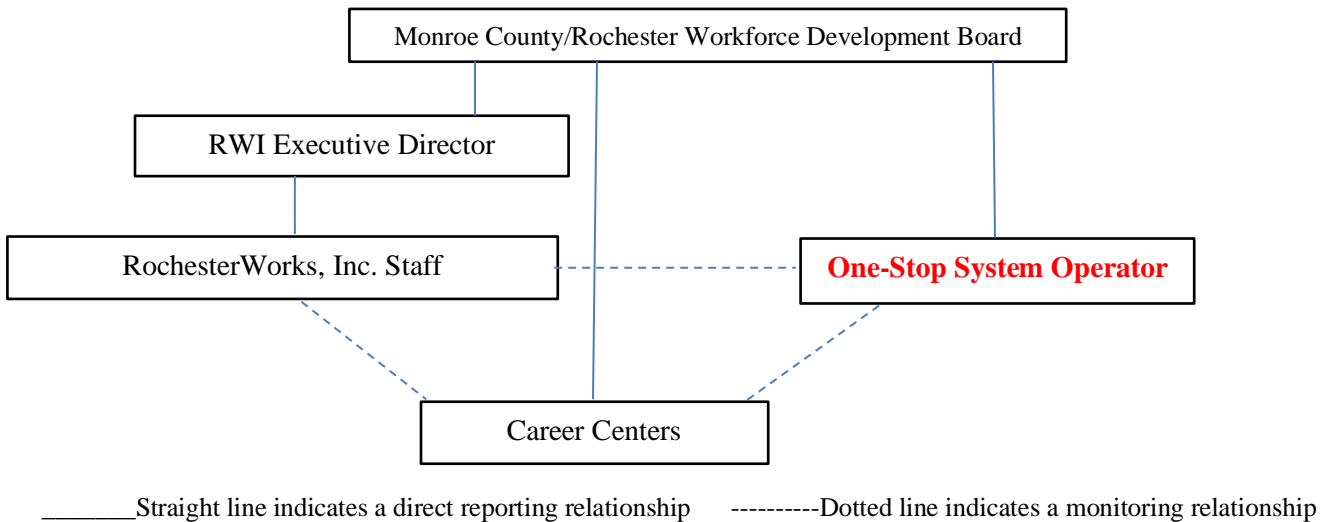 Monroe County/Rochester Workforce Development Board
RWI Executive Director
RochesterWorks, Inc. Staff
One-Stop System Operator
Career Centers
_______Straight line indicates a direct reporting relationship ----------Dotted line indicates a monitoring relationship